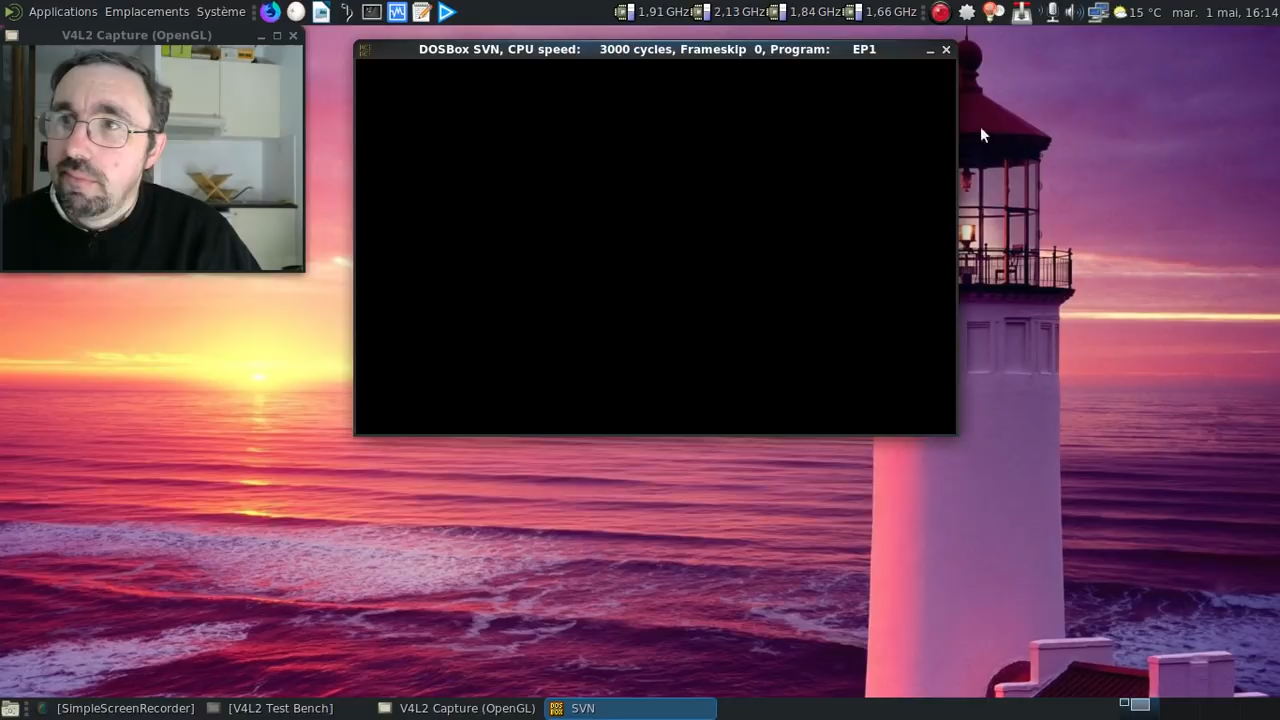 Applications Emplacements Système 1,91 GHz 2,13 GHz 1,84 GHz 1,66 GHz 15 °C mar. 1 mai, 16:14
V4L2 Capture (OpenGL)
DOSBox SVN, CPU speed: 3000 cycles, Frameskip 0, Program: EP1
[SimpleScreenRecorder] [V4L2 Test Bench] V4L2 Capture (OpenGL) DOS BOX SVN